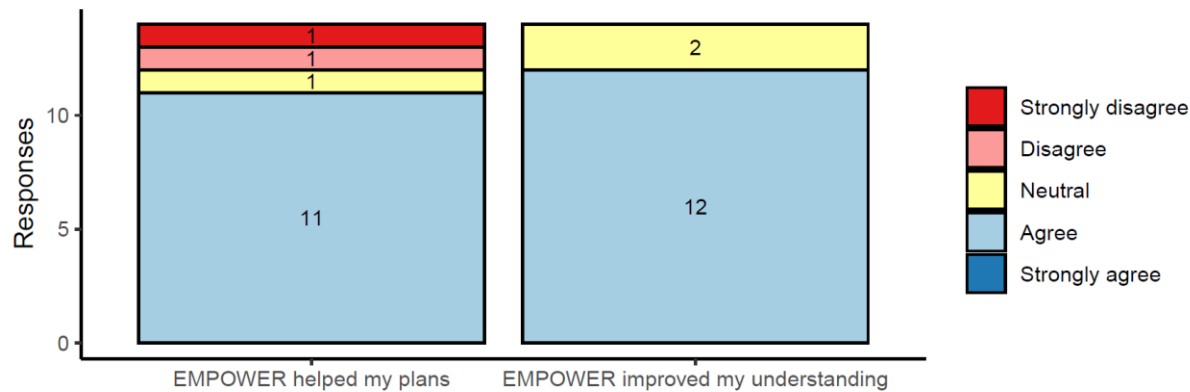 Responses
10
5
0
1
1
1
11
2
12
EMPOWER helped my plans
EMPOWER improved my understanding
Strongly disagree
Disagree
Neutral
Agree
Strongly agree